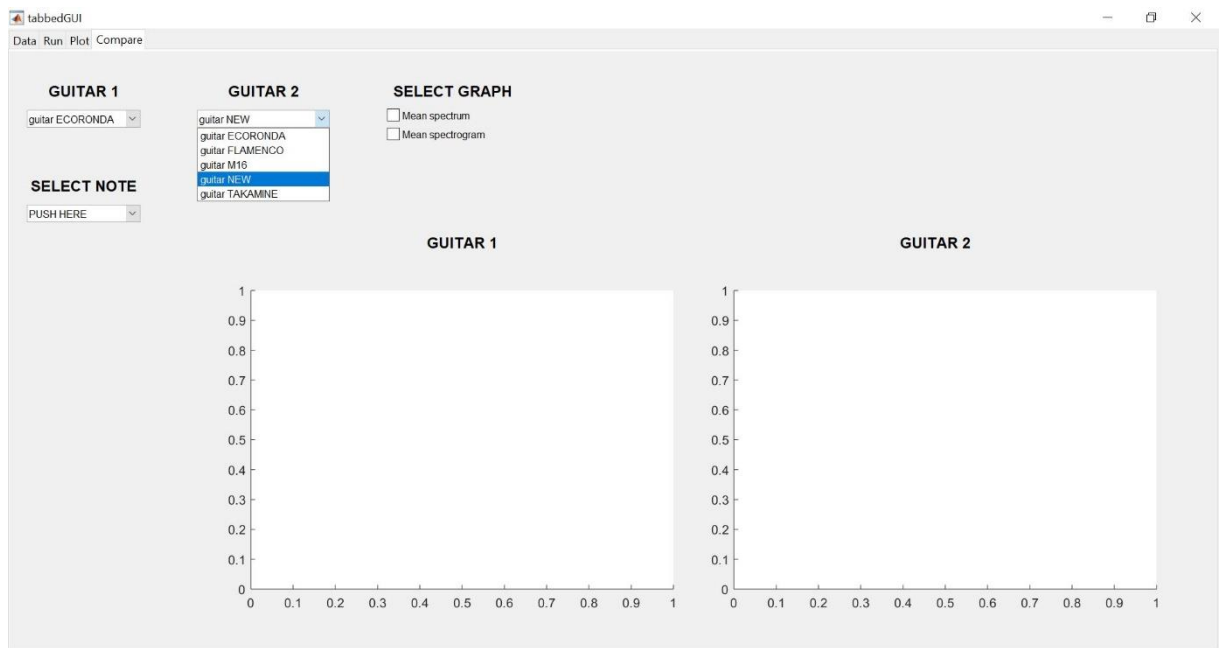 tabbedGUI
Data Run Plot Compare
GUITAR 1 GUITAR 2 SELECT GRAPH
guitar ECORONDA guitar NEW Mean spectrum
guitar ECORONDA Mean spectrogram
guitar FLAMENCO
guitar M16
SELECT NOTE guitar NEW
guitar TAKAMINE
PUSH HERE
GUITAR 1 GUITAR 2
1 1
0.9 0.9
0.8 0.8
0.7 0.7
0.6 0.6
0.5 0.5
0.4 0.4
0.3 0.3
0.2 0.2
0.1 0.1
0 0
0 0.1 0.2 0.3 0.4 0.5 0.6 0.7 0.8 0.9 1 0 0.1 0.2 0.3 0.4 0.5 0.6 0.7 0.8 0.9 1